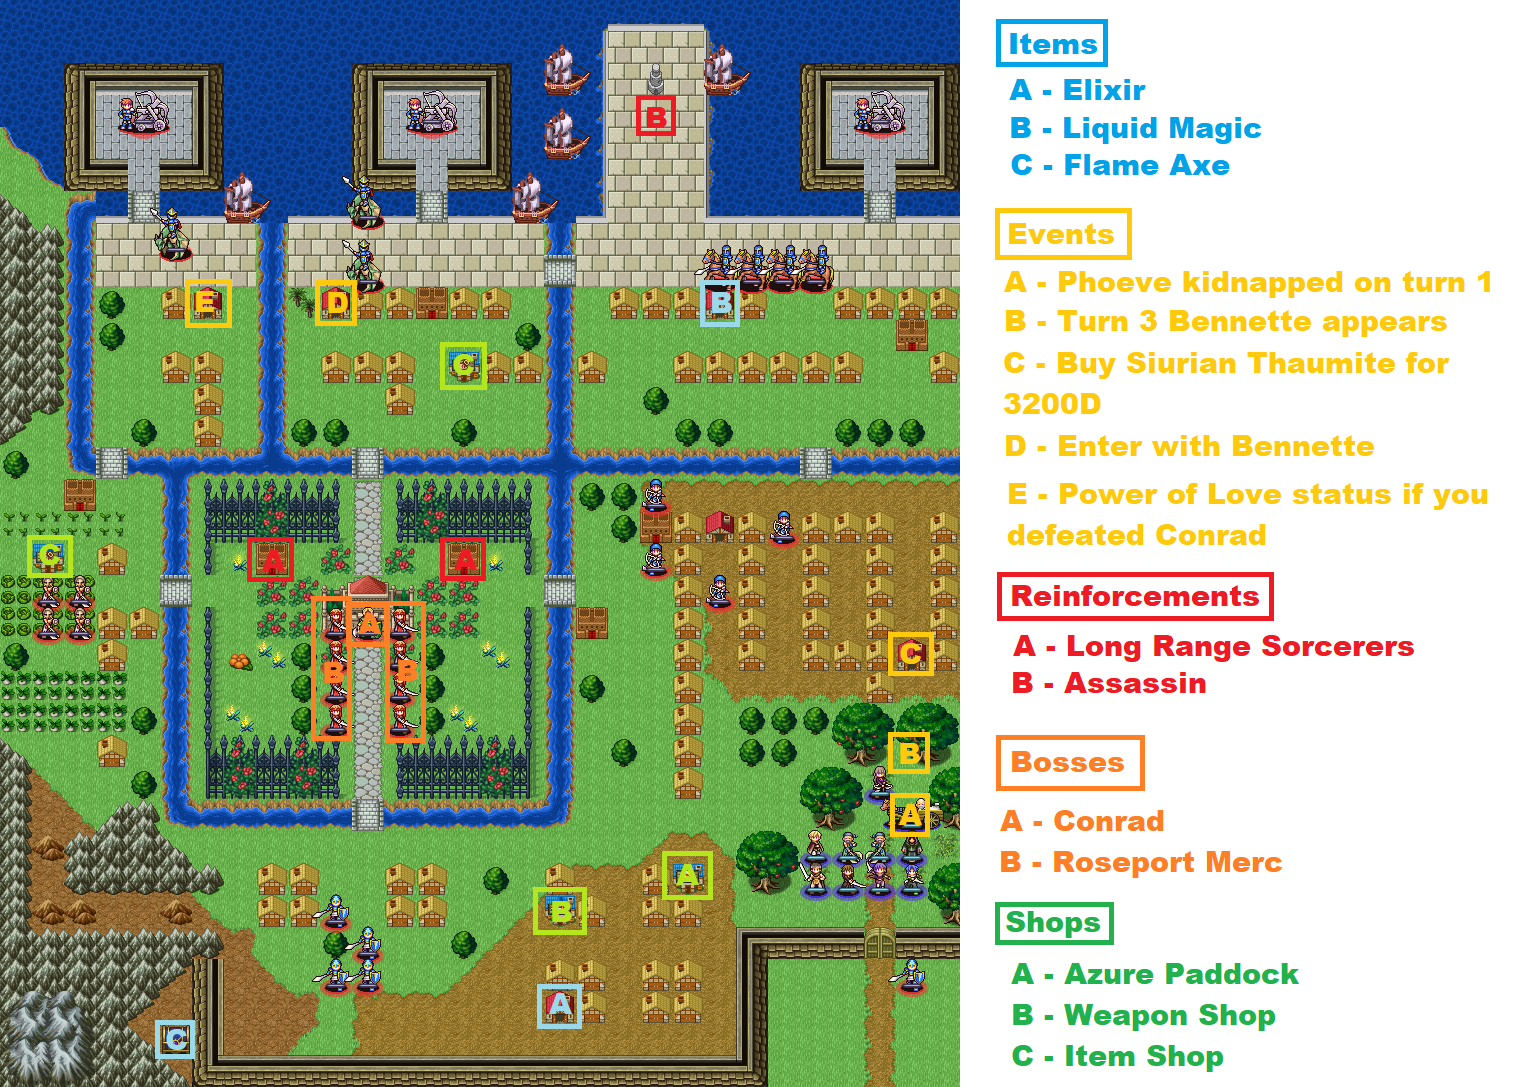 Items
A - Elixir
B - Liquid Magic
C - Flame Axe
Events
A - Phoeve kidnapped on turn 1
B - Turn 3 Bennette appears
C - Buy Siurian Thaumite for
3200D
D - Enter with Bennette
E - Power of Love status if you
defeated Conrad
Reinforcements
A - Long Range Sorcerers
B - Assassin
Bosses
A - Conrad
B - Roseport Merc
Shops
A - Azure Paddock
B - Weapon Shop
C - Item Shop
B
E
D
B
C
C
A
A
A
B
B
C
B
A
A
B
A
C